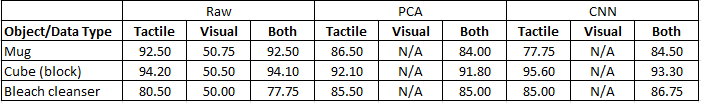 Raw PCA CNN
Object/Data Type Tactile Visual Both Tactile Visual Both Tactile Visual Both
Mug 92.50 50.75 92.50 86.50 N/A 84.00 77.75 N/A 84.50
Cube (block) 94.20 50.50 94.10 92.10 N/A 91.80 95.60 N/A 93.30
Bleach cleanser 80.50 50.00 77.75 85.50 N/A 85.00 85.00 N/A 86.75